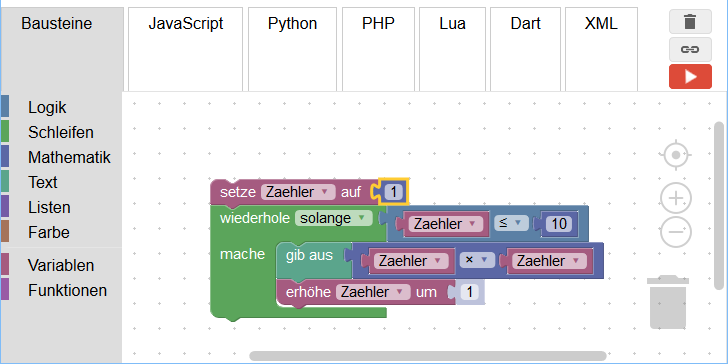 Bausteine JavaScript Python PHP Lua Dart XML
Logik
Schleifen
Mathematik
Text
Listen
Farbe
Variablen
Funktionen
setze Zaehler ▾ auf 1
wiederhole solange ▾ Zaehler ▾ ≤ ▾ 10
mache gib aus Zaehler ▾ × ▾ Zaehler ▾
erhöhe Zaehler ▾ um 1